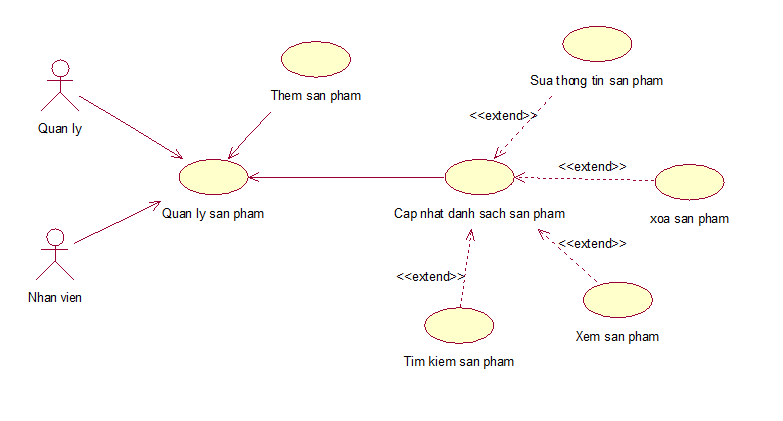 Sua thong tin san pham
Them san pham
<<extend>>
Quan ly
<<extend>>
Quan ly san pham
Cap nhat danh sach san pham
xoa san pham
<<extend>>
<<extend>>
Nhan vien
Xem san pham
Tim kiem san pham